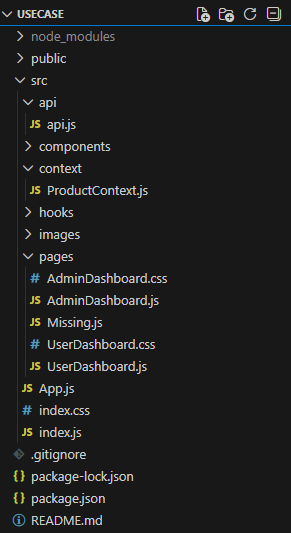 USECASE
node_modules
public
src
api
JS api.js
components
context
JS ProductContext.js
hooks
images
pages
# AdminDashboard.css
JS AdminDashboard.js
JS Missing.js
# UserDashboard.css
JS UserDashboard.js
JS App.js
# index.css
JS index.js
.gitignore
{ } package-lock.json
{ } package.json
README.md